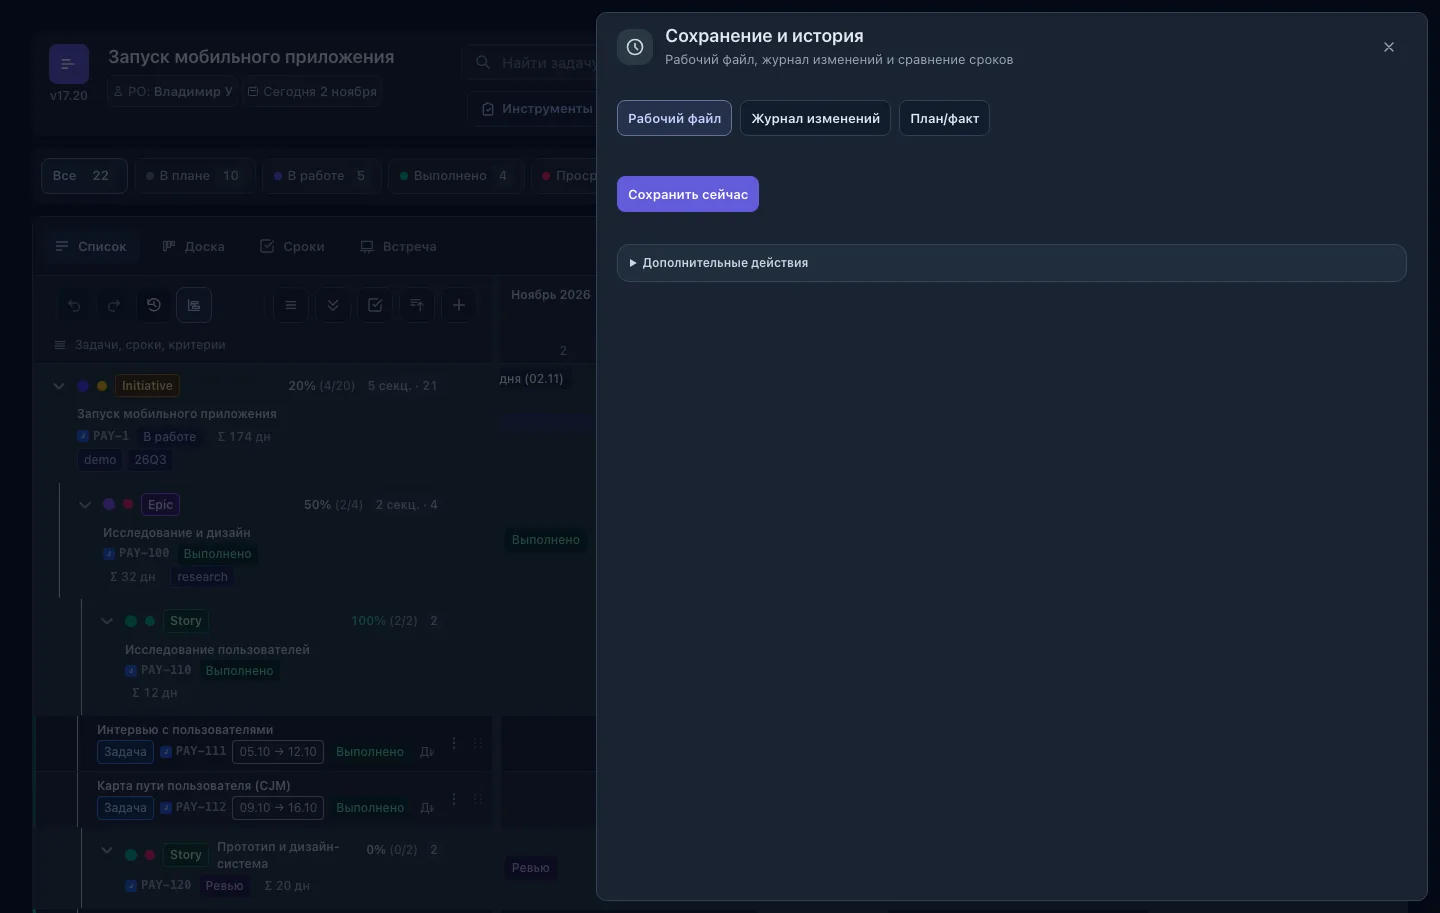 Запуск мобильного приложения
v17.20
PO: Владимир У
Сегодня 2 ноября
Найти задачу
Инструменты
Все 22
В плане 10
В работе 5
Выполнено 4
Проср
Список
Доска
Сроки
Встреча
Ноябрь 2026
Задачи, сроки, критерии
2
дня (02.11)
Initiative
20% (4/20) 5 секц. · 21
Запуск мобильного приложения
PAY-1 В работе Σ 174 дн
demo 26Q3
Epic
50% (2/4) 2 секц. · 4
Исследование и дизайн
PAY-100 Выполнено
Σ 32 дн research
Выполнено
Story
100% (2/2) 2
Исследование пользователей
PAY-110 Выполнено
Σ 12 дн
Интервью с пользователями
Задача PAY-111 05.10 → 12.10 Выполнено Ди
Карта пути пользователя (CJM)
Задача PAY-112 09.10 → 16.10 Выполнено Ди
Story Прототип и дизайн-
система
0% (0/2) 2
PAY-120 Ревью Σ 20 дн
Ревью
Сохранение и история
Рабочий файл, журнал изменений и сравнение сроков
Рабочий файл
Журнал изменений
План/факт
Сохранить сейчас
Дополнительные действия